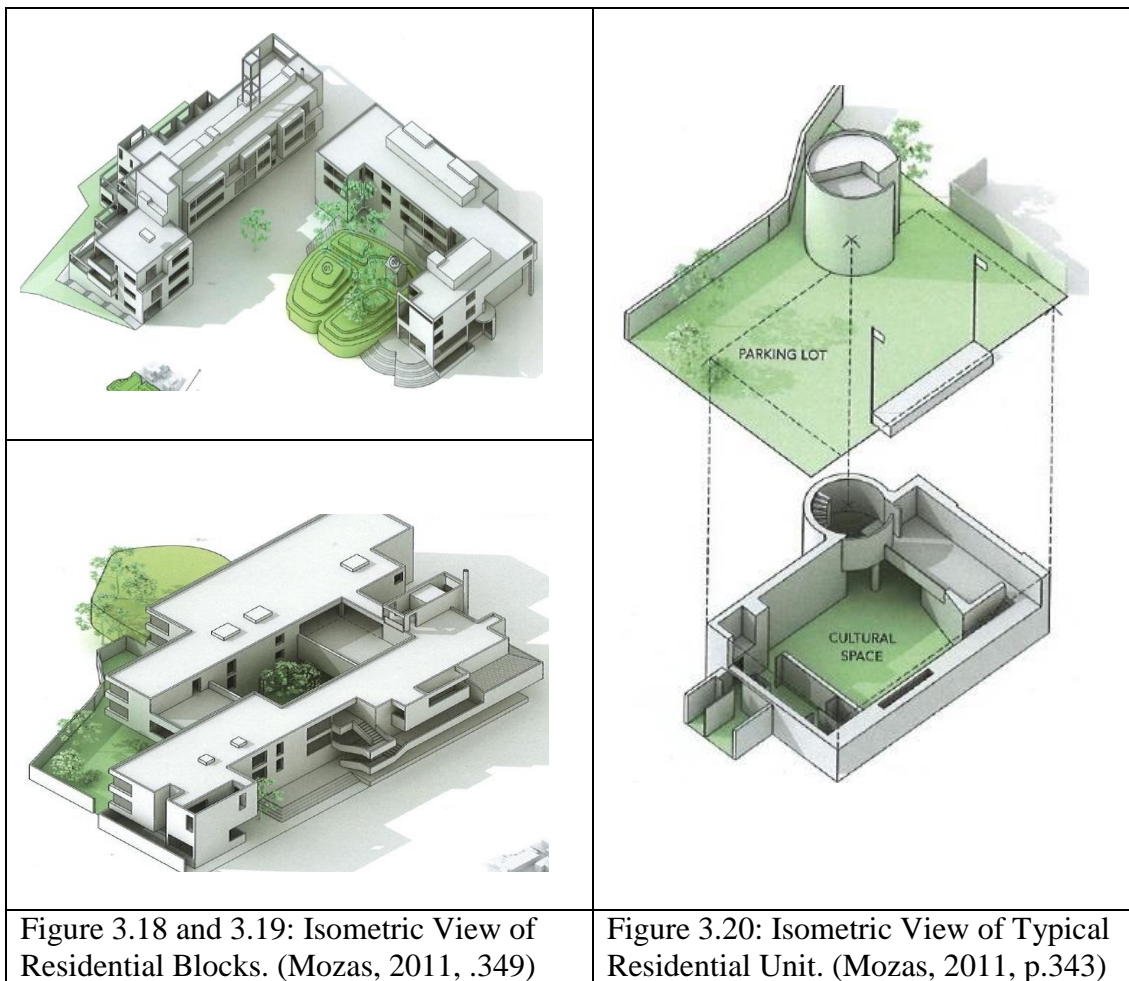 PARKING LOT
CULTURAL
SPACE
Figure 3.18 and 3.19: Isometric View of
Residential Blocks. (Mozas, 2011, .349)
Figure 3.20: Isometric View of Typical
Residential Unit. (Mozas, 2011, p.343)